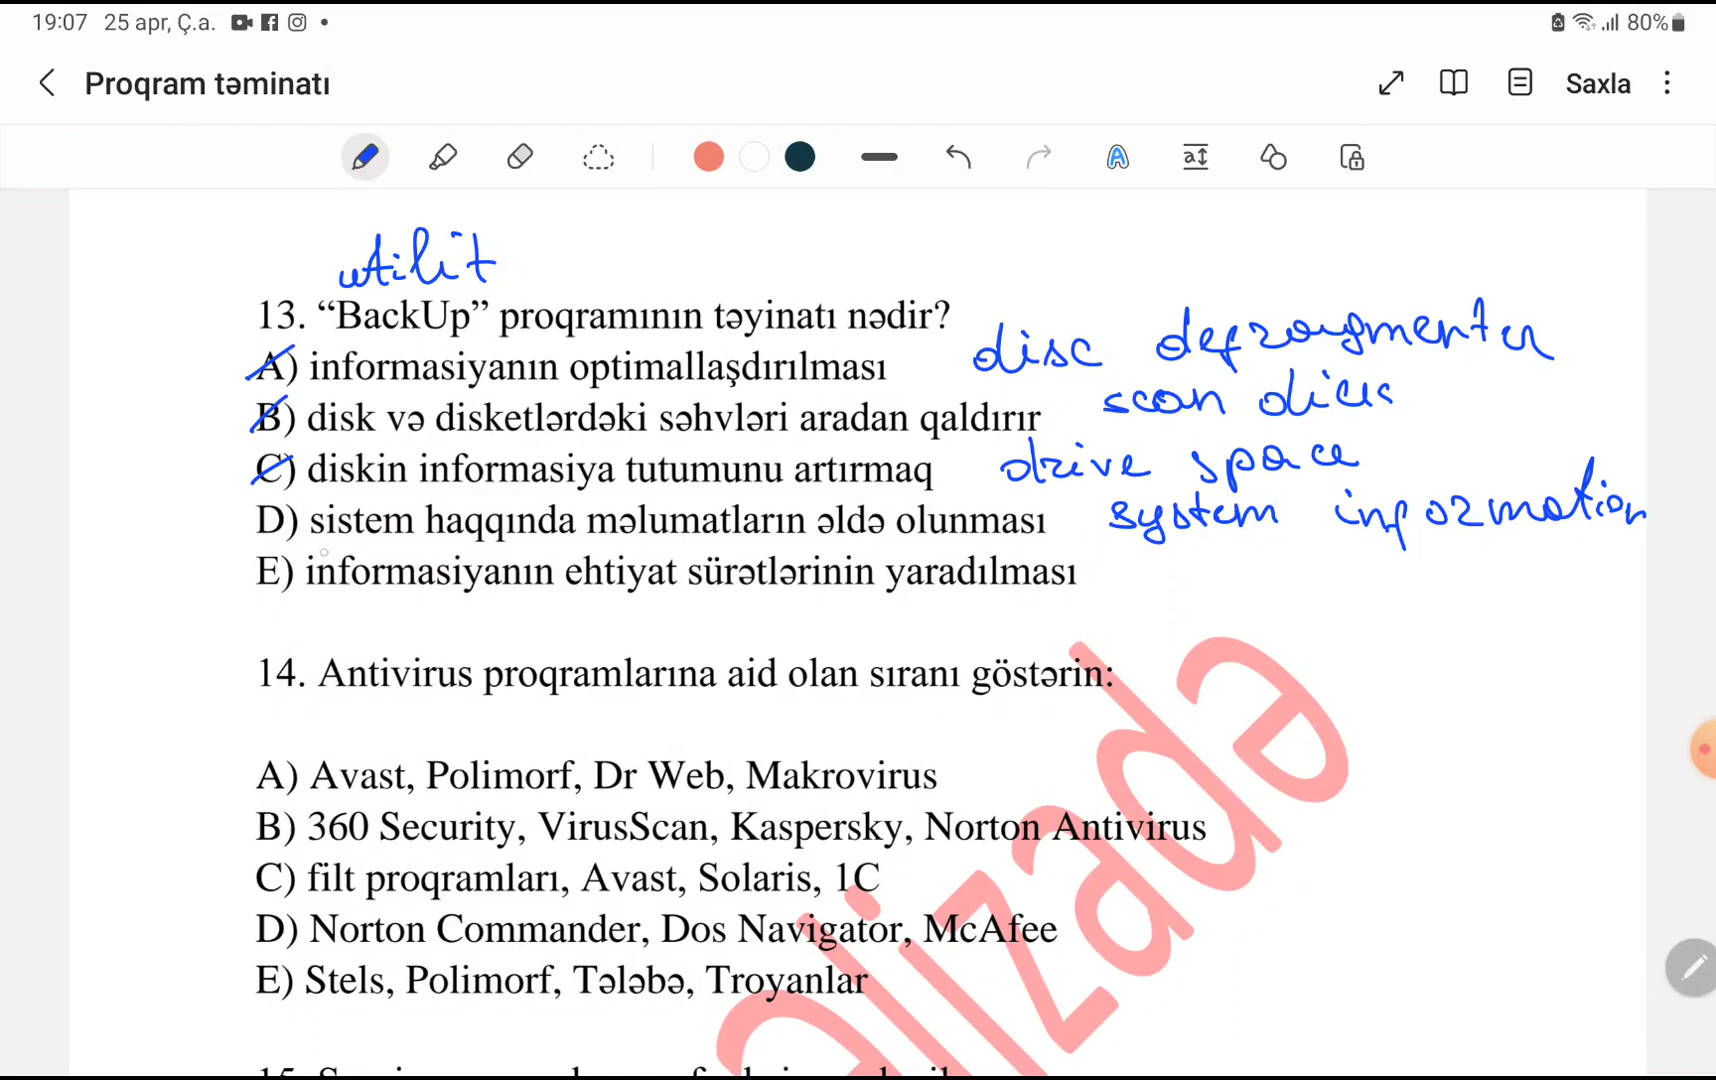 19:07 25 apr, Ç.a. 80%
Proqram təminatı Saxla
utilit
13. “BackUp” proqramının təyinatı nədir?
A) informasiyanın optimallaşdırılması disc defragmenter
B) disk və disketlərdəki səhvləri aradan qaldırır scan disk
C) diskin informasiya tutumunu artırmaq drive space
D) sistem haqqında məlumatların əldə olunması system information
E) informasiyanın ehtiyat sürətlərinin yaradılması
14. Antivirus proqramlarına aid olan sıranı göstərin:
A) Avast, Polimorf, Dr Web, Makrovirus
B) 360 Security, VirusScan, Kaspersky, Norton Antivirus
C) filt proqramları, Avast, Solaris, 1C
D) Norton Commander, Dos Navigator, McAfee
E) Stels, Polimorf, Tələbə, Troyanlar
əlizadə